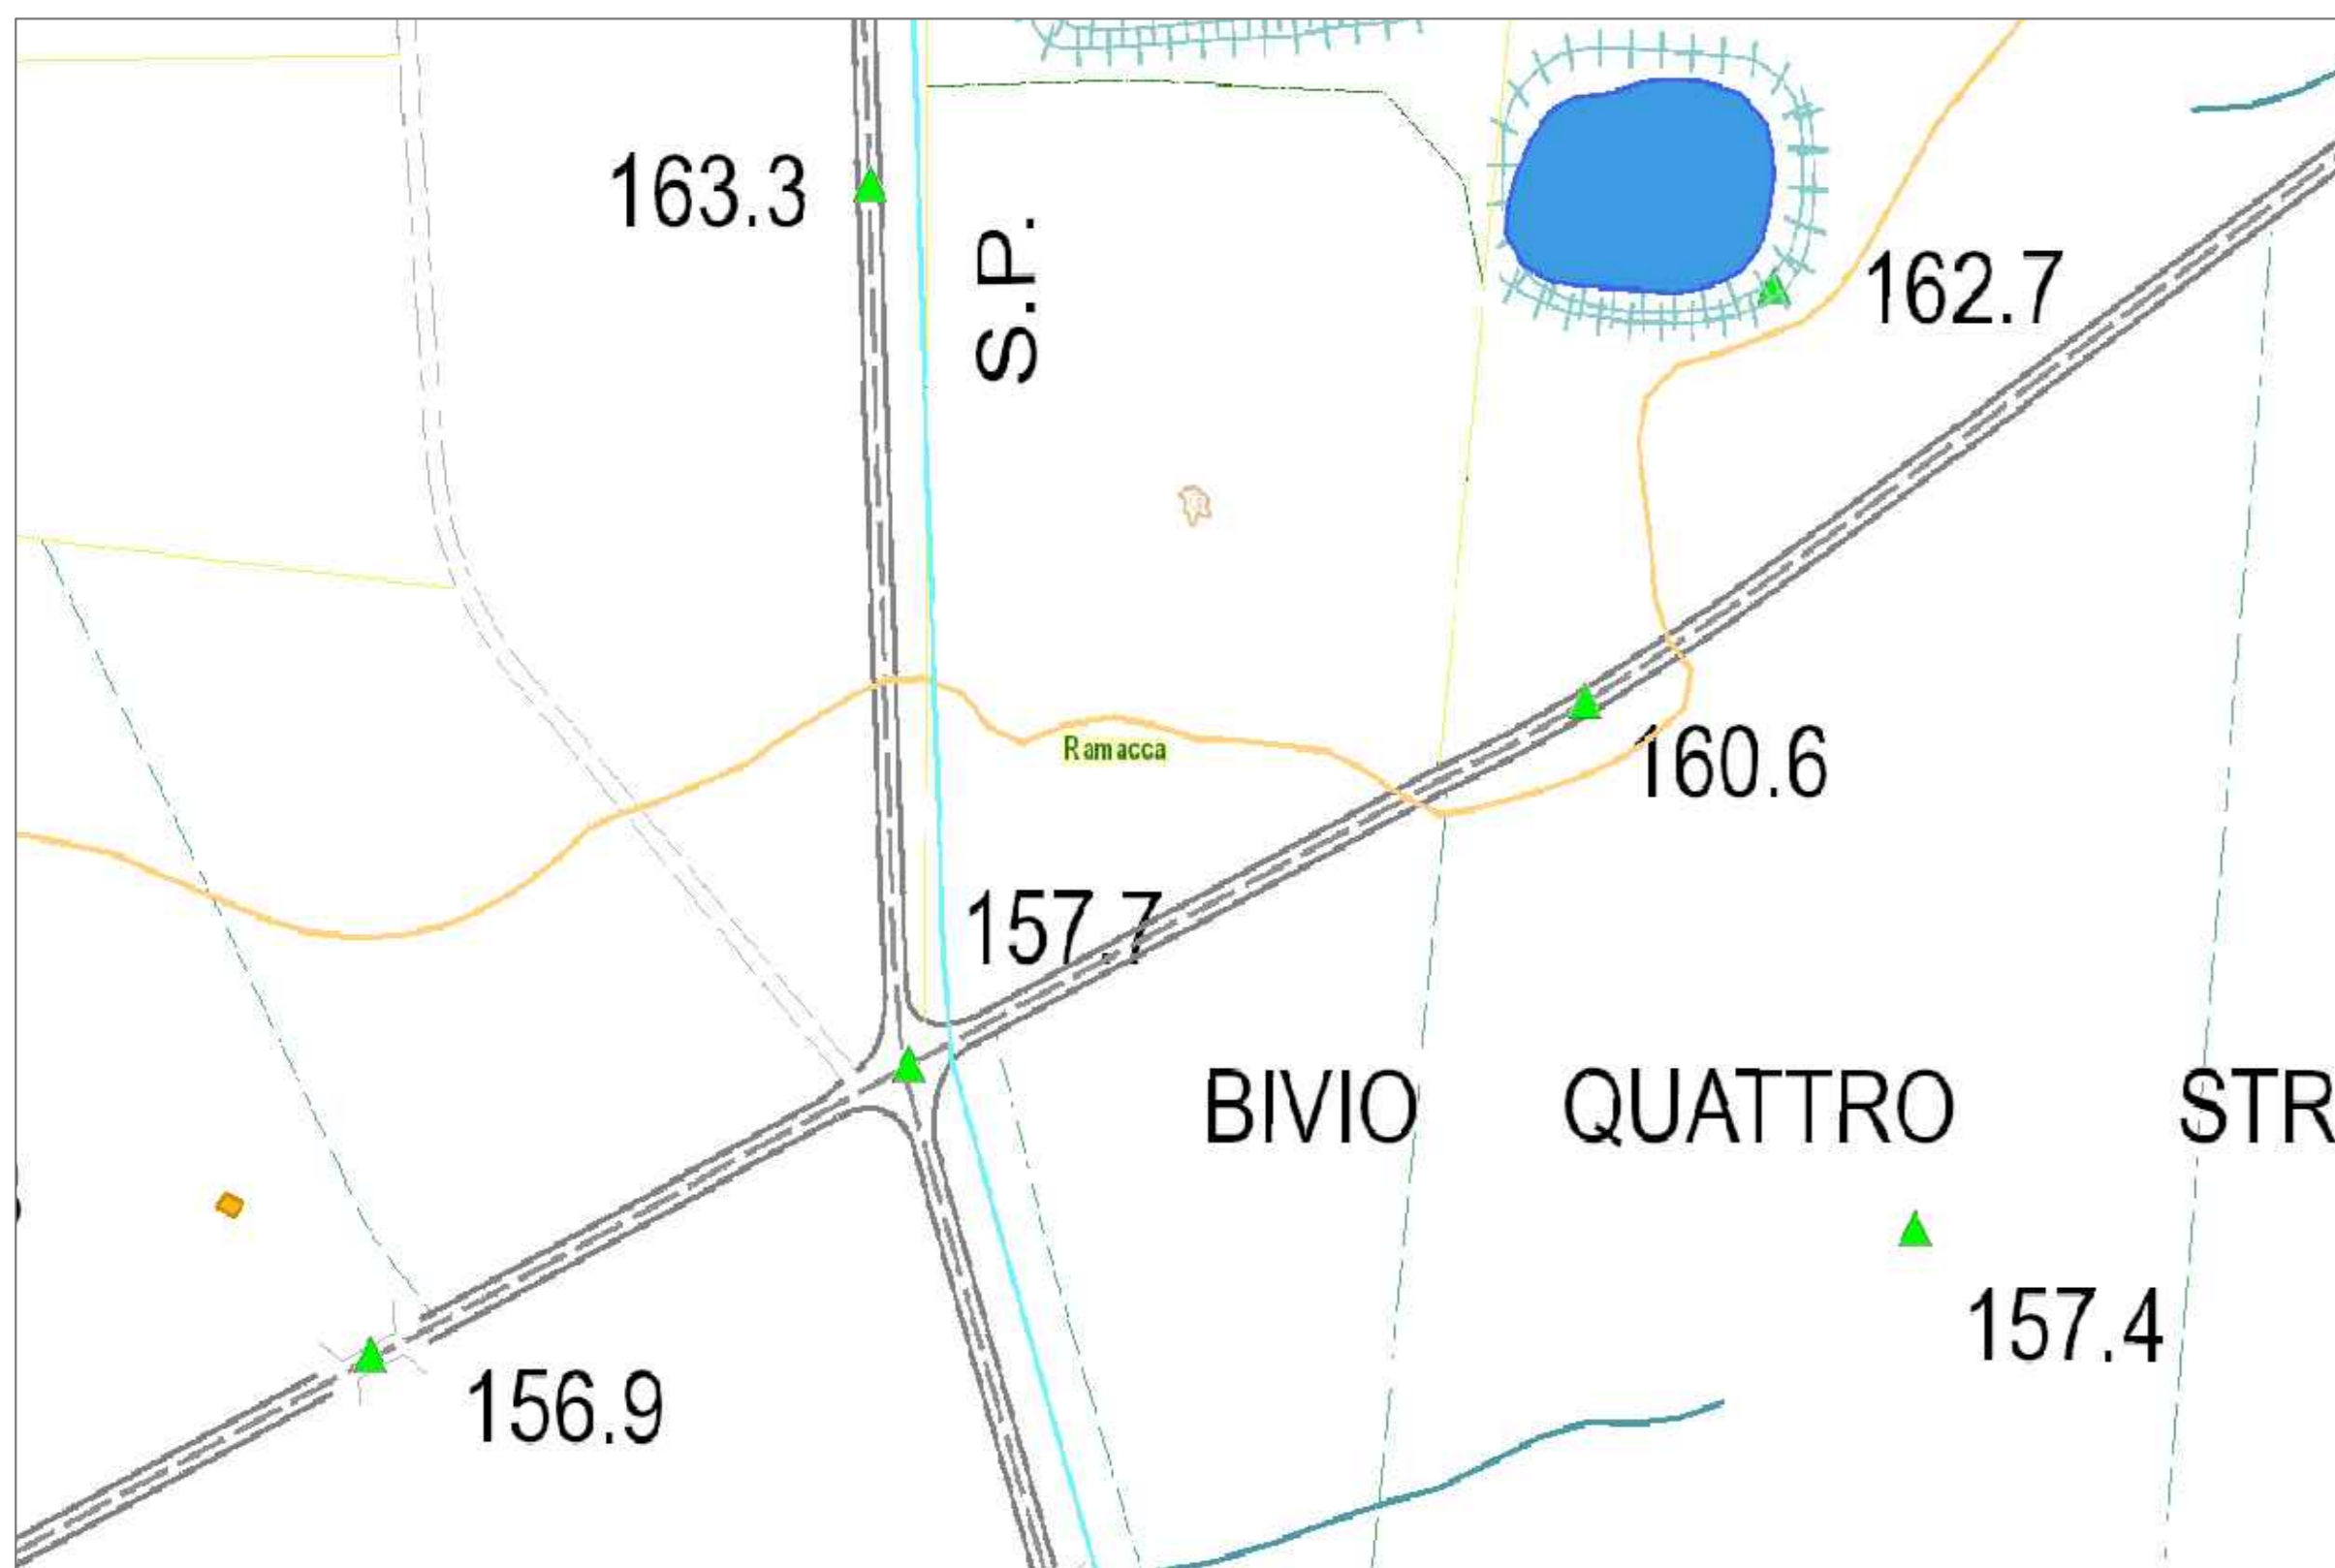 163.3
S.P.
162.7
Ramacca
160.6
157.7
BIVIO QUATTRO STR
157.4
156.9